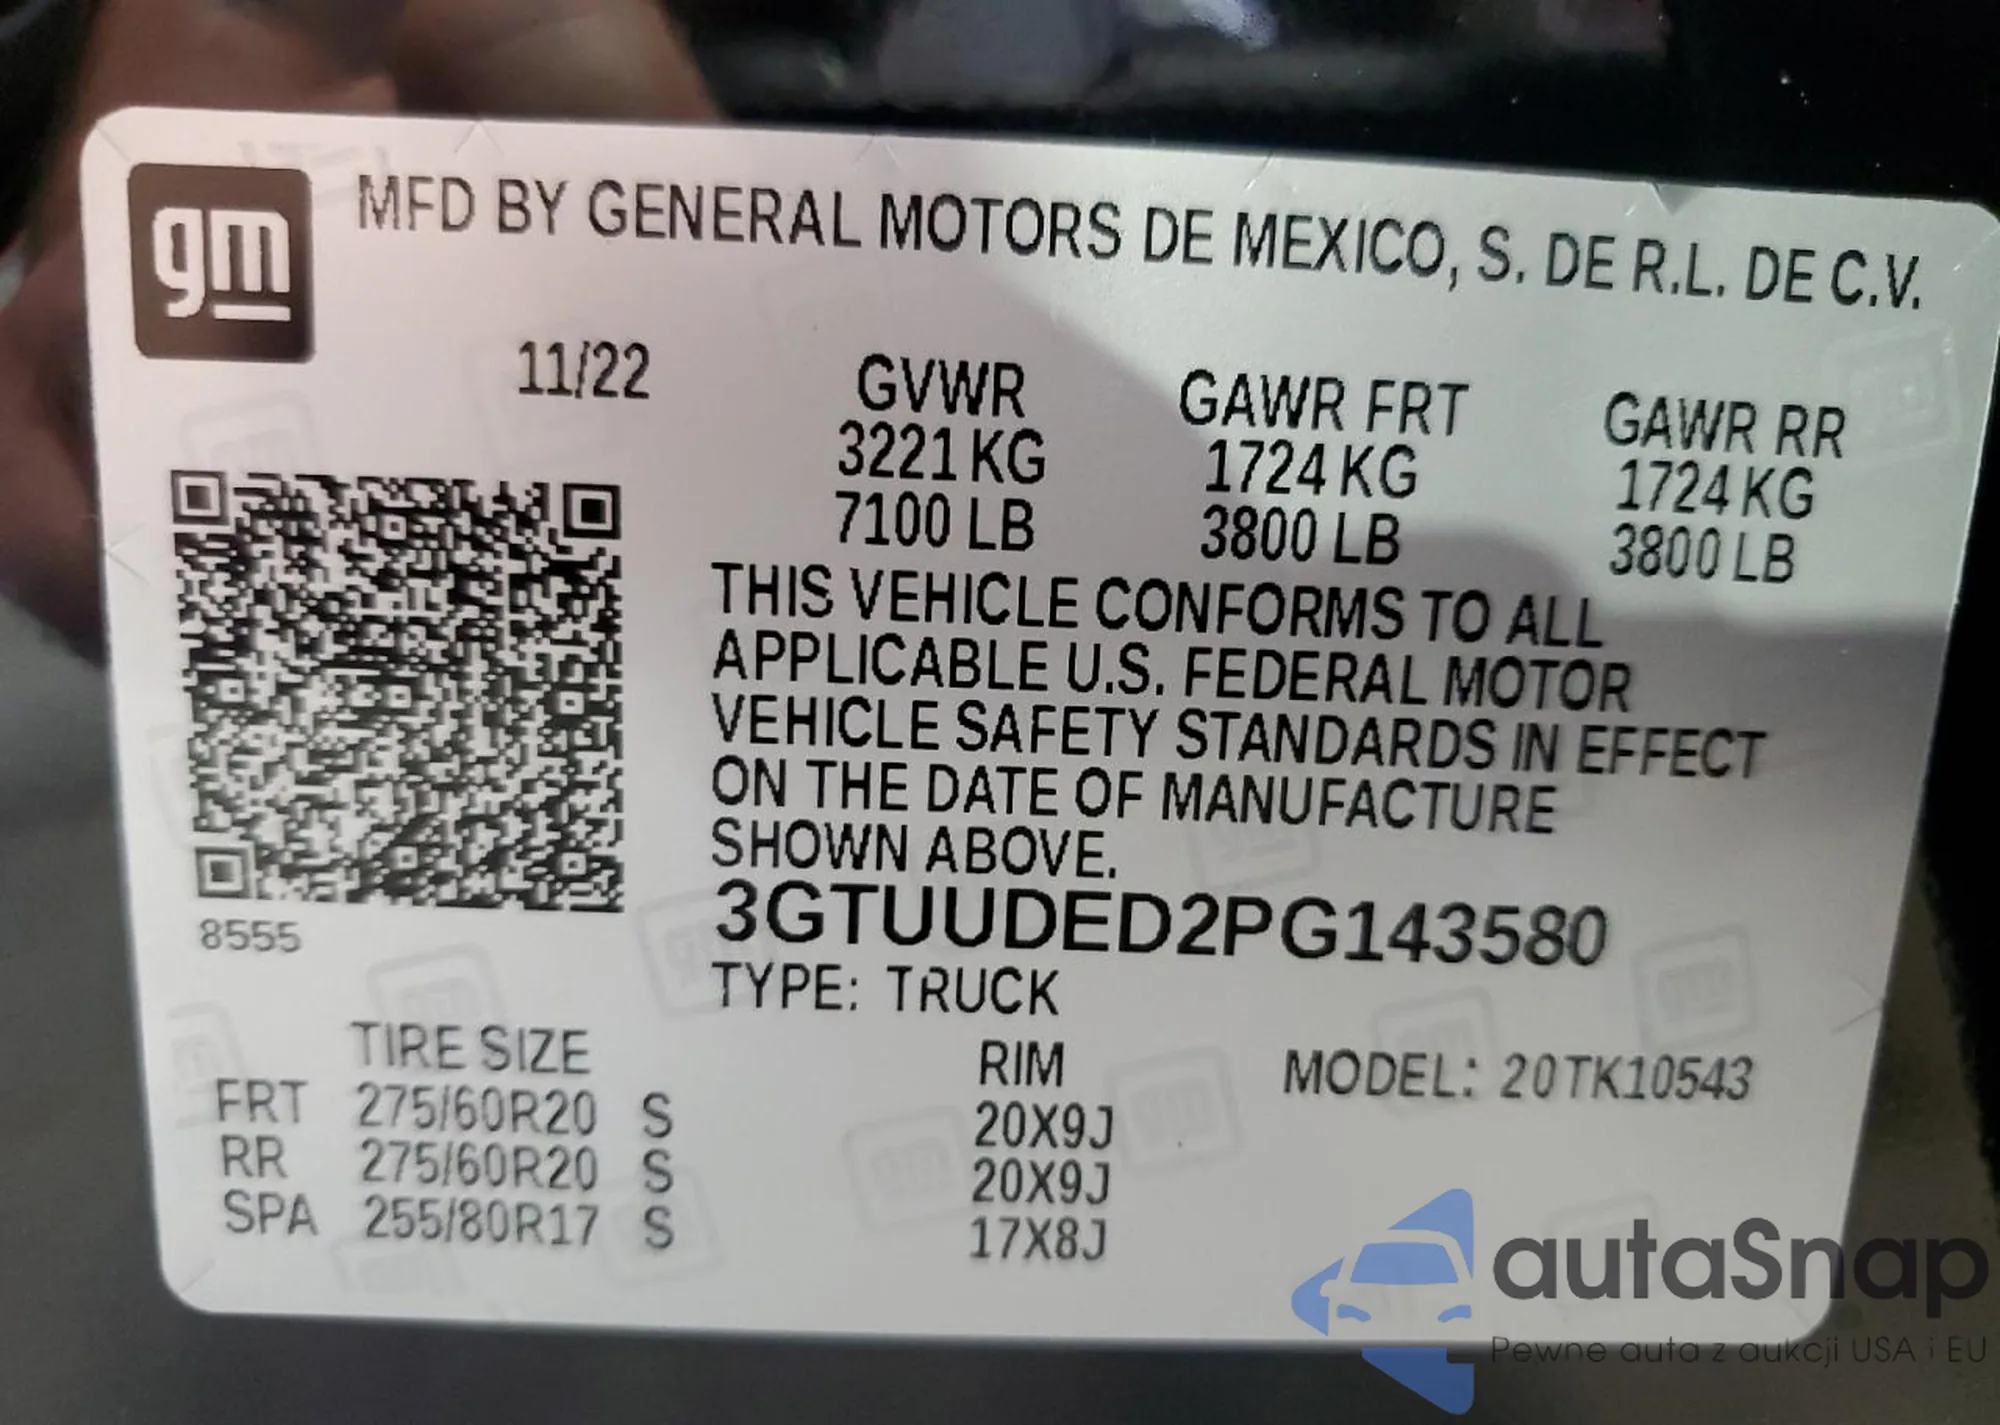 gm
MFD BY GENERAL MOTORS DE MEXICO, S. DE R.L. DE C.V.
11/22
GVWR GAWR FRT GAWR RR
3221 KG 1724 KG 1724 KG
7100 LB 3800 LB 3800 LB
THIS VEHICLE CONFORMS TO ALL
APPLICABLE U.S. FEDERAL MOTOR
VEHICLE SAFETY STANDARDS IN EFFECT
ON THE DATE OF MANUFACTURE
SHOWN ABOVE.
3GTUUDED2PG143580
8555
TYPE: TRUCK
TIRE SIZE RIM MODEL: 20TK10543
FRT 275/60R20 S 20X9J
RR 275/60R20 S 20X9J
SPA 255/80R17 S 17X8J
autaSnap
Pewne auta z aukcji USA i EU